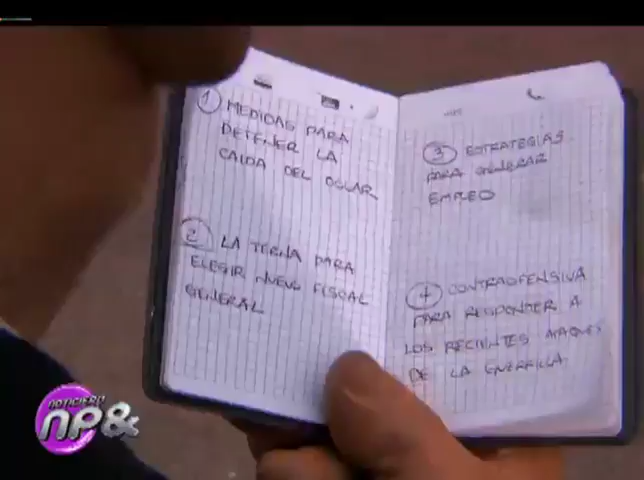 1 MEDIDAS PARA
DETENER LA
CAIDA DEL DOLAR
2 LA TERNA PARA
ELEGIR NUEVO FISCAL
GENERAL
3 ESTRATEGIAS
PARA GENERAR
EMPLEO
4 CONTRAOFENSIVA
PARA RESPONDER A
LOS RECIENTES ATAQUES
DE LA GUERRILLA
NOTICIERO
NP&